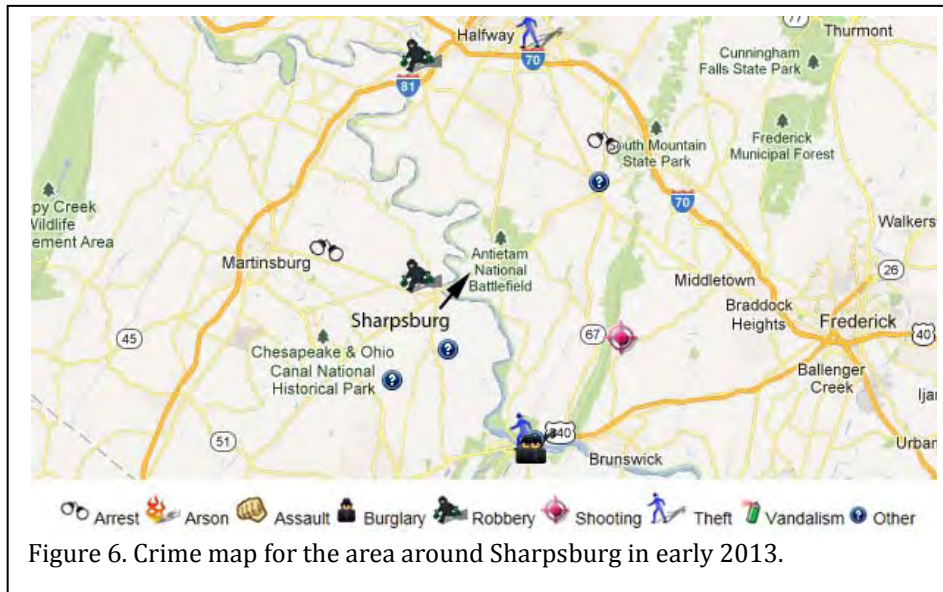 Halfway
77
Thurmont
Cunningham
Falls State Park
70
81
South Mountain
State Park
Frederick
Municipal Forest
70
py Creek
Wildlife
ement Area
Walkers
Antietam
National
Battlefield
Martinsburg
Middletown
26
Braddock
Heights
Frederick
Sharpsburg
67
45
40
Chesapeake & Ohio
Canal National
Historical Park
Ballenger
Creek
Ijar
51
340
Brunswick
Urban
Arrest Arson Assault Burglary Robbery Shooting Theft Vandalism Other
Figure 6. Crime map for the area around Sharpsburg in early 2013.